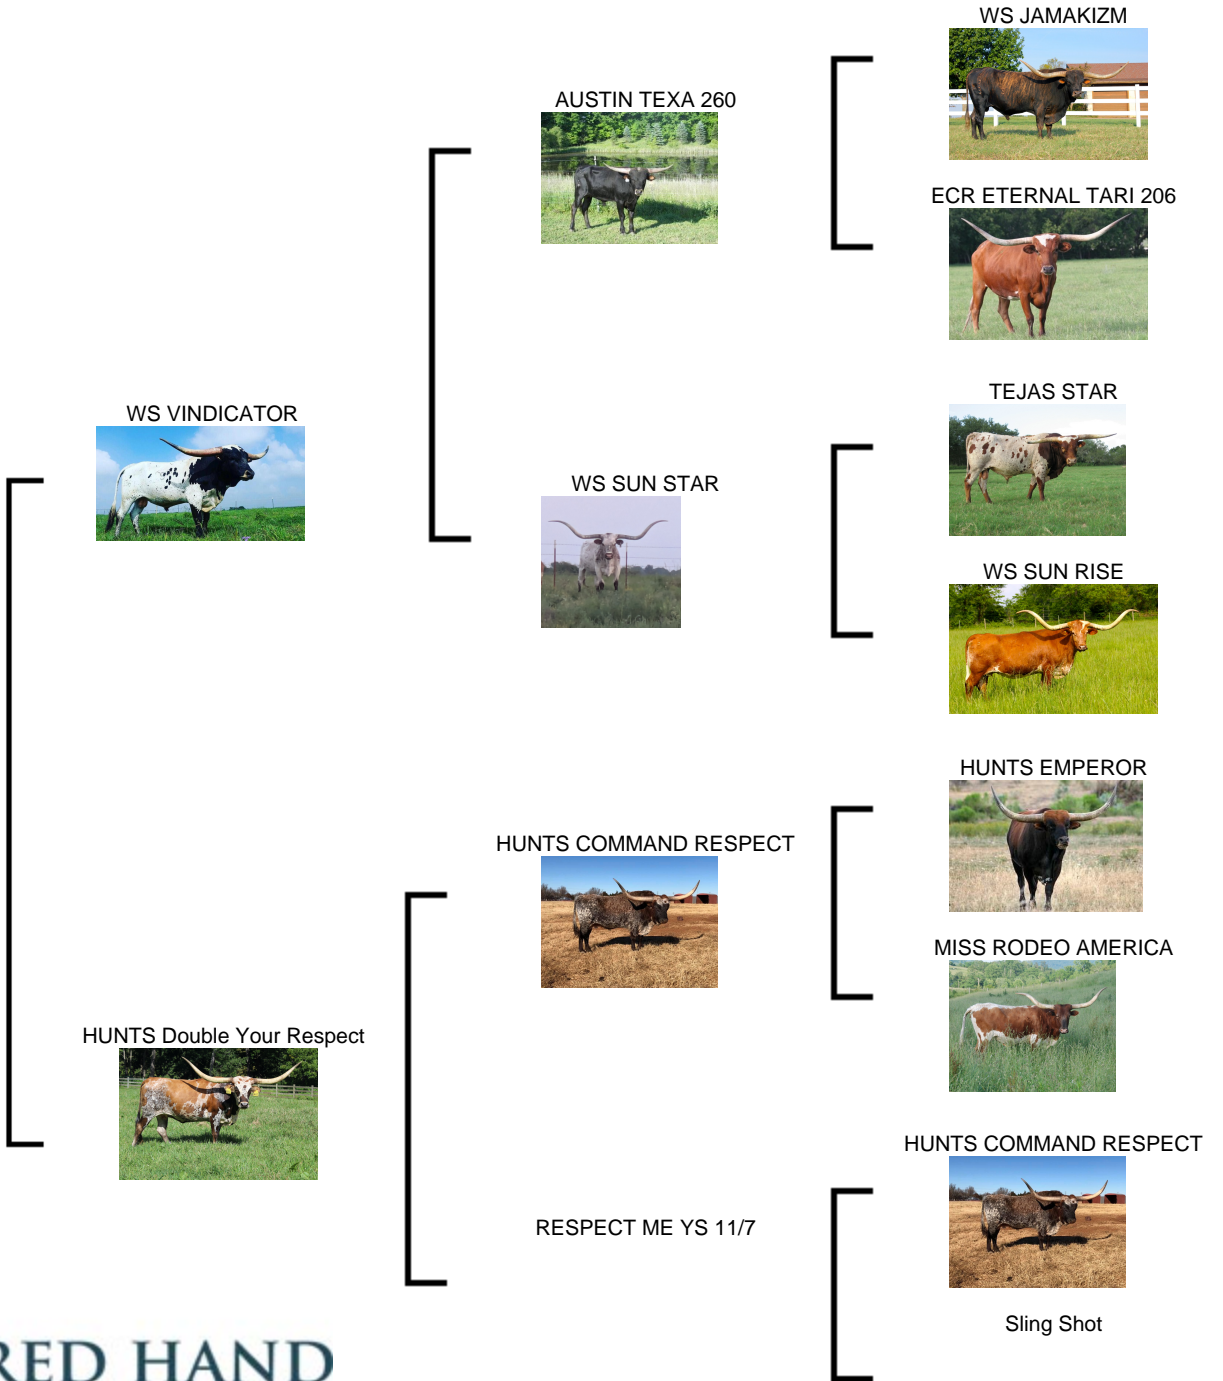 WS JAMAKIZM
AUSTIN TEXA 260
ECR ETERNAL TARI 206
TEJAS STAR
WS VINDICATOR
WS SUN STAR
WS SUN RISE
HUNTS EMPEROR
HUNTS COMMAND RESPECT
MISS RODEO AMERICA
HUNTS Double Your Respect
HUNTS COMMAND RESPECT
RESPECT ME YS 11/7
Sling Shot
RED HAND